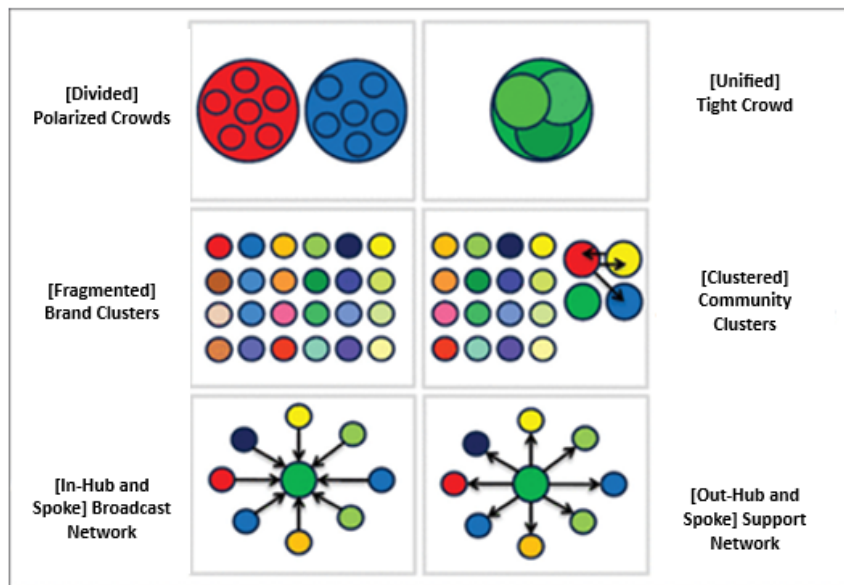 [Divided]
Polarized Crowds
[Unified]
Tight Crowd
[Fragmented]
Brand Clusters
[Clustered]
Community
Clusters
[In-Hub and
Spoke] Broadcast
Network
[Out-Hub and
Spoke] Support
Network